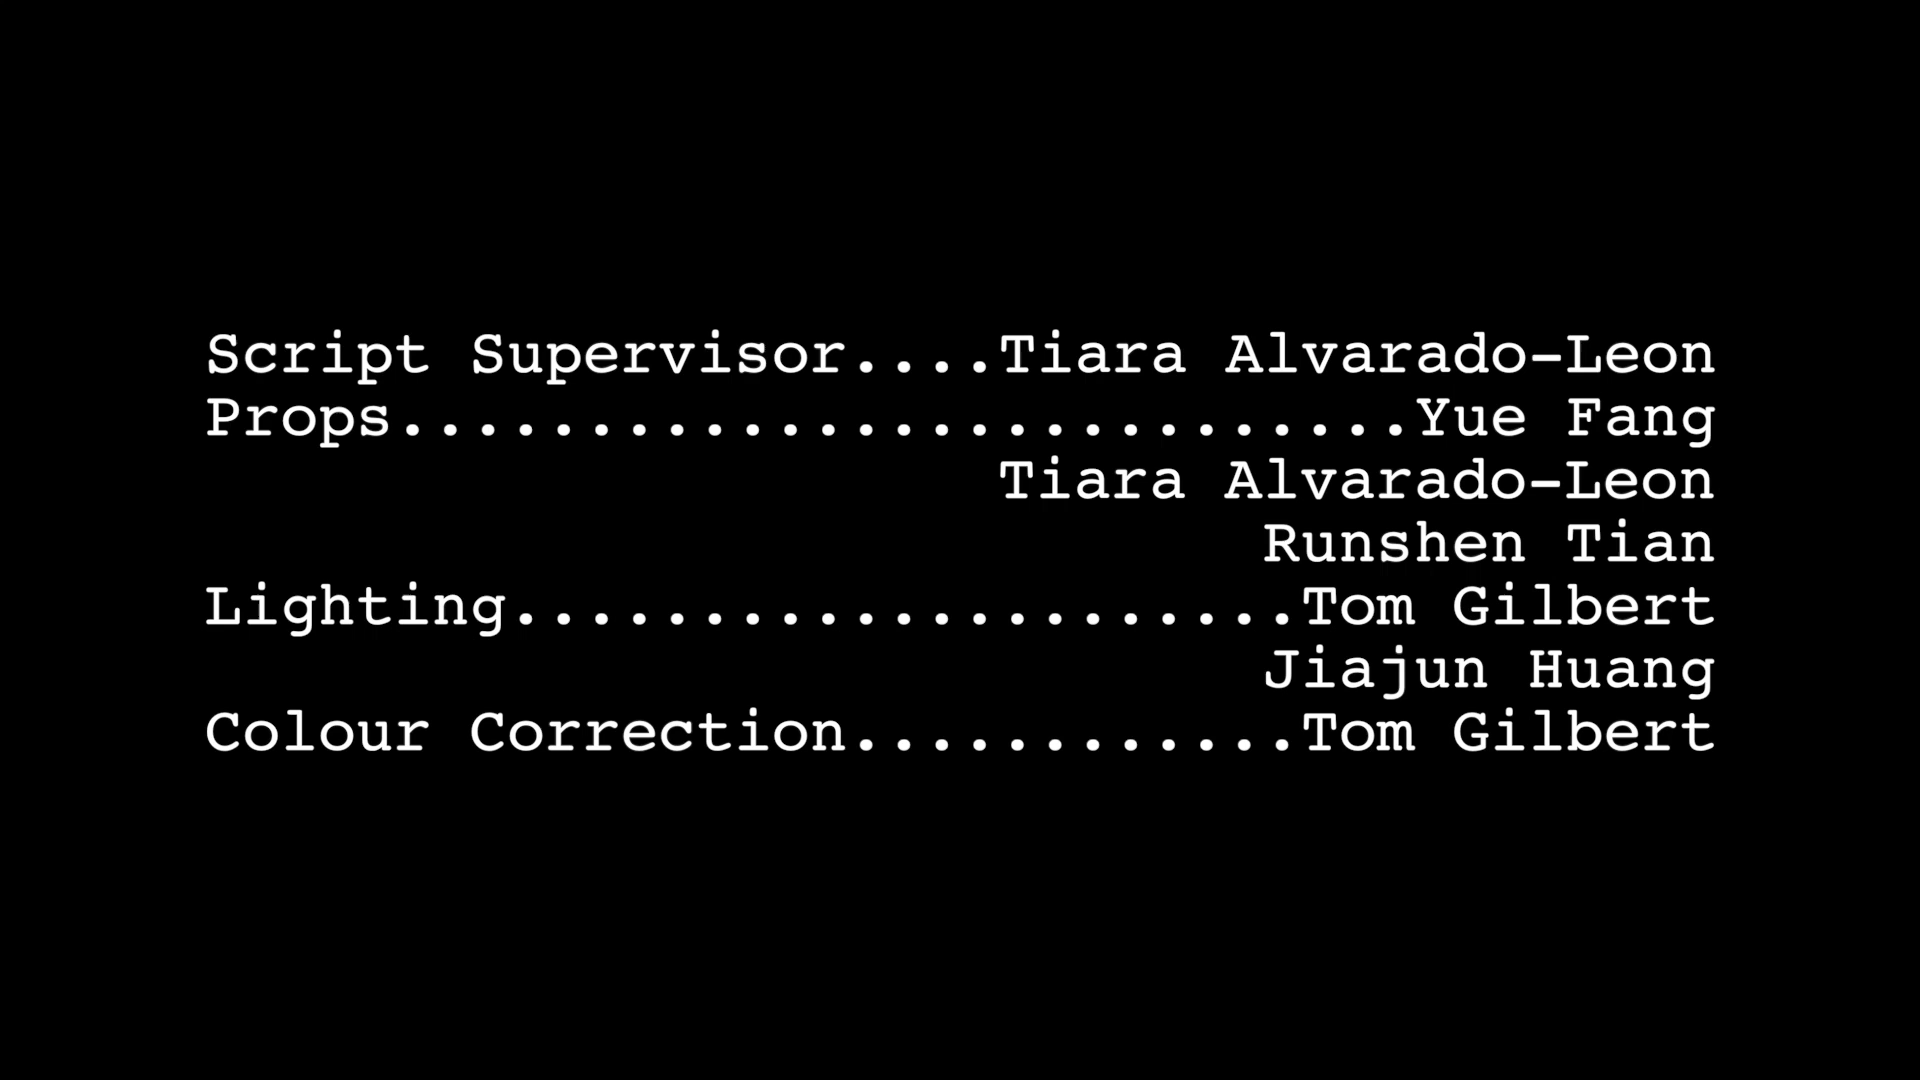 Script Supervisor....Tiara Alvarado-Leon
Props...........................Yue Fang
Tiara Alvarado-Leon
Runshen Tian
Lighting.....................Tom Gilbert
Jiajun Huang
Colour Correction............Tom Gilbert